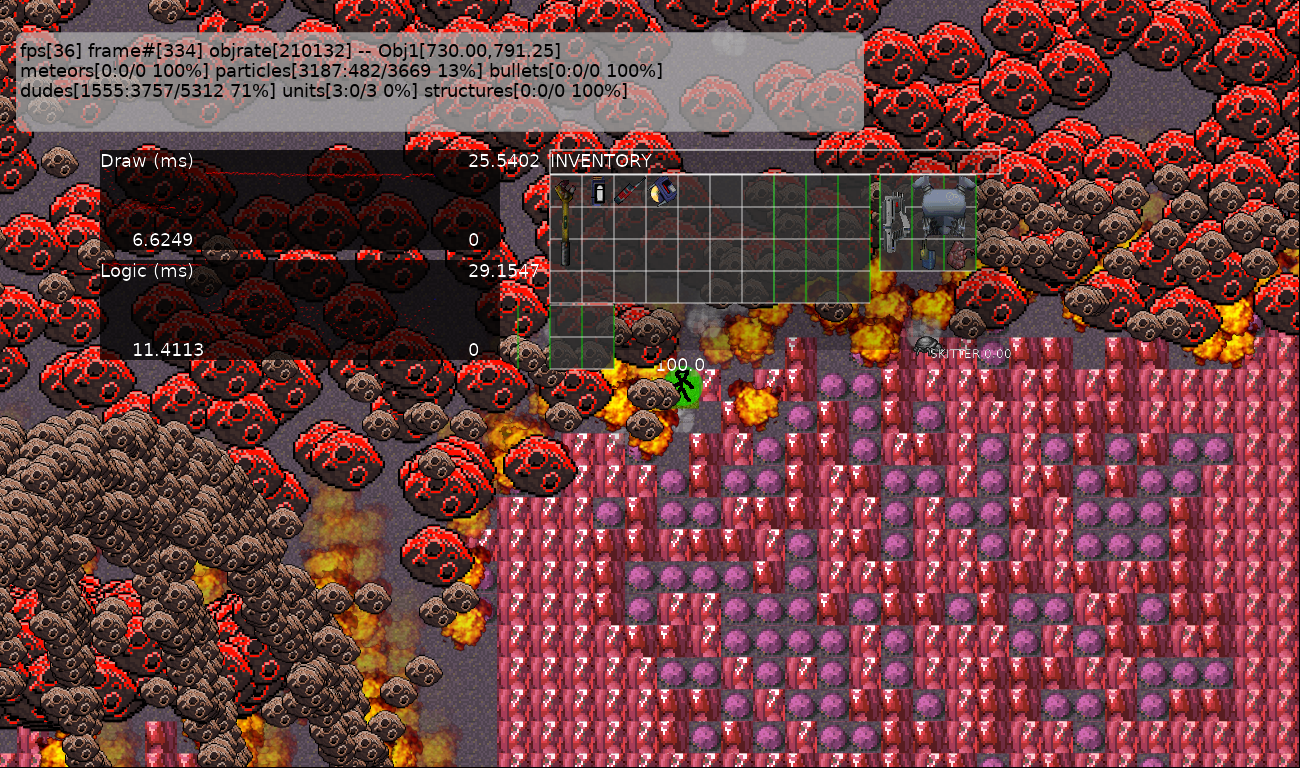 fps[36] frame#[334] objrate[210132] -- Obj1[730.00,791.25]
meteors[0:0/0 100%] particles[3187:482/3669 13%] bullets[0:0/0 100%]
dudes[1555:3757/5312 71%] units[3:0/3 0%] structures[0:0/0 100%]
Draw (ms) 25.5402
6.6249 0
Logic (ms) 29.1547
11.4113 0
INVENTORY
SKITTER 0.00
100.0